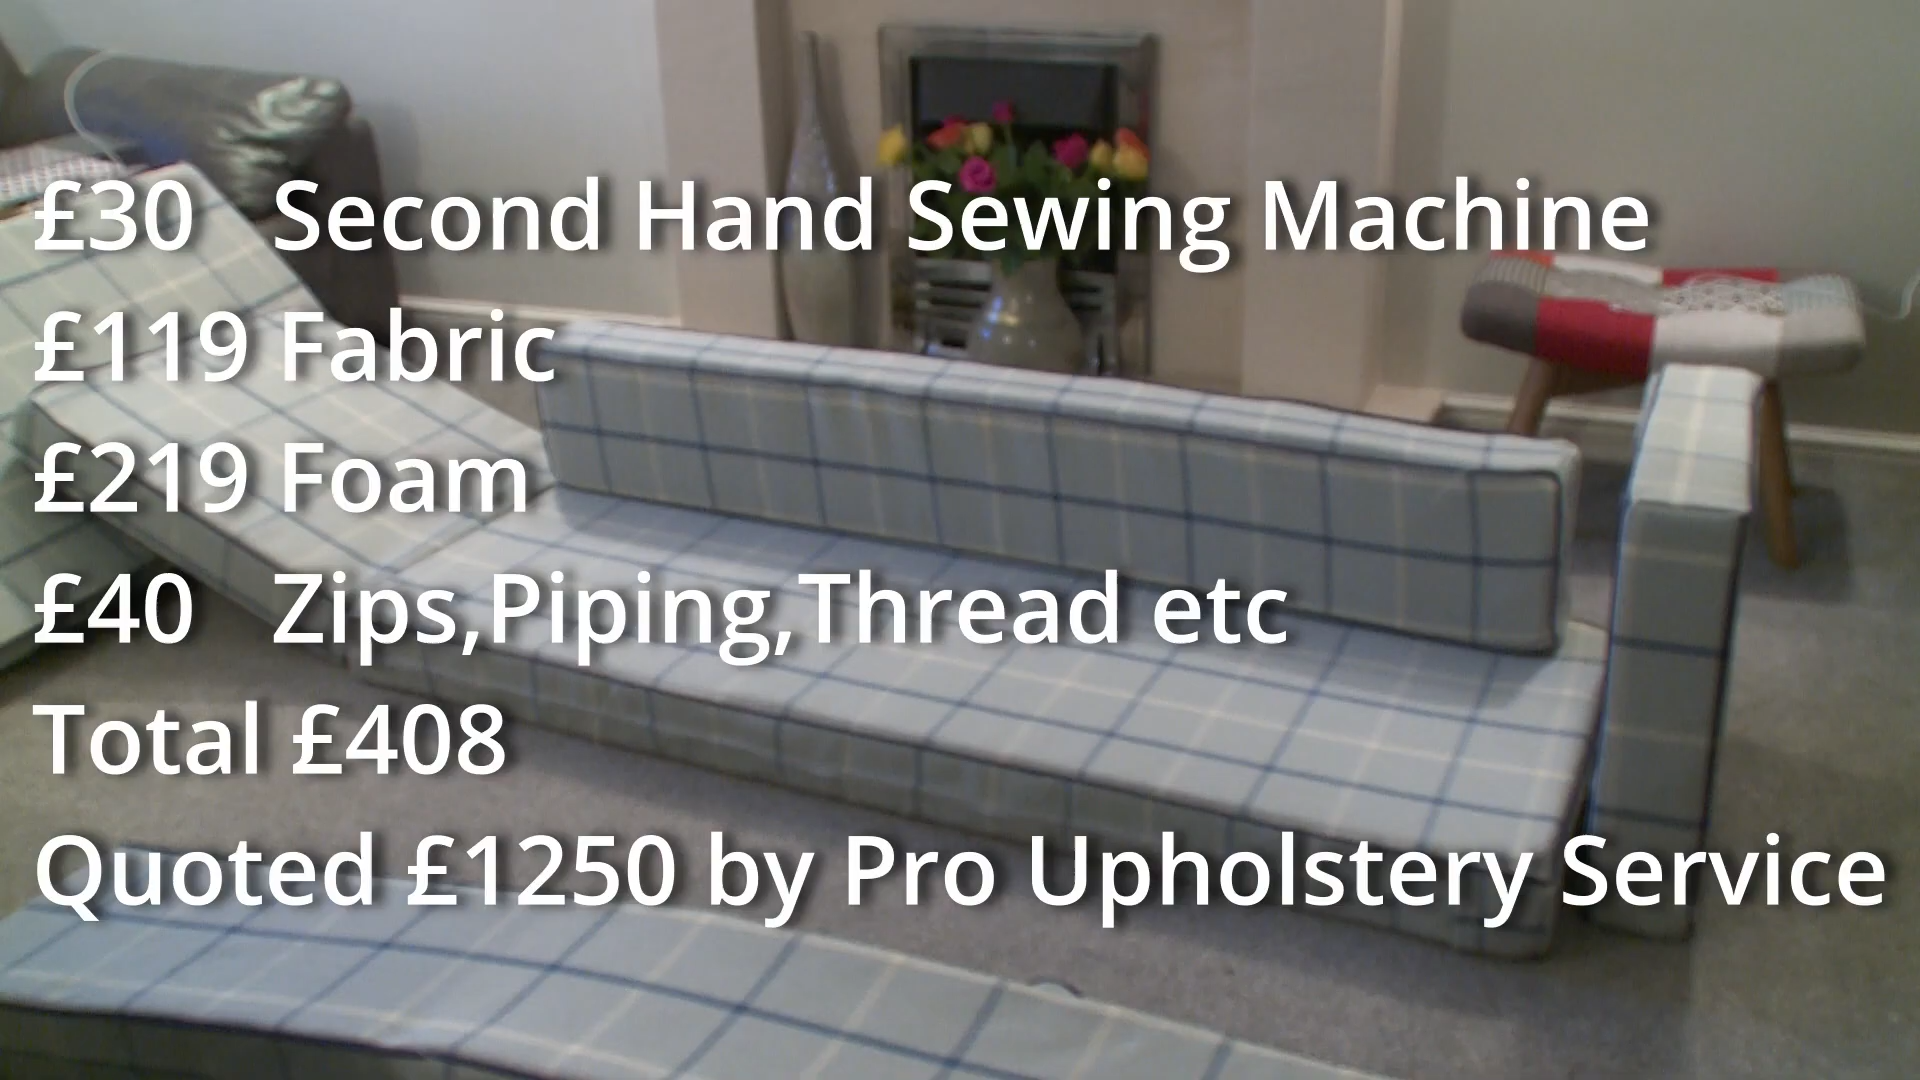 £30 Second Hand Sewing Machine
£119 Fabric
£219 Foam
£40 Zips,Piping,Thread etc
Total £408
Quoted £1250 by Pro Upholstery Service